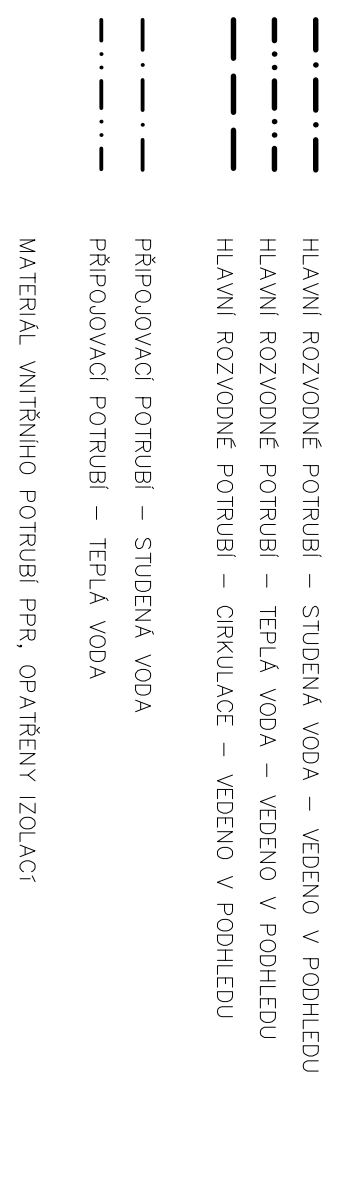 HLAVNÍ ROZVODNÉ POTRUBÍ – STUDENÁ VODA – VEDENO V PODHLEDU
HLAVNÍ ROZVODNÉ POTRUBÍ – TEPLÁ VODA – VEDENO V PODHLEDU
HLAVNÍ ROZVODNÉ POTRUBÍ – CIRKULACE – VEDENO V PODHLEDU
PŘIPOJOVACÍ POTRUBÍ – STUDENÁ VODA
PŘIPOJOVACÍ POTRUBÍ – TEPLÁ VODA
MATERIÁL VNITŘNÍHO POTRUBÍ PPR, OPATŘENY IZOLACÍ